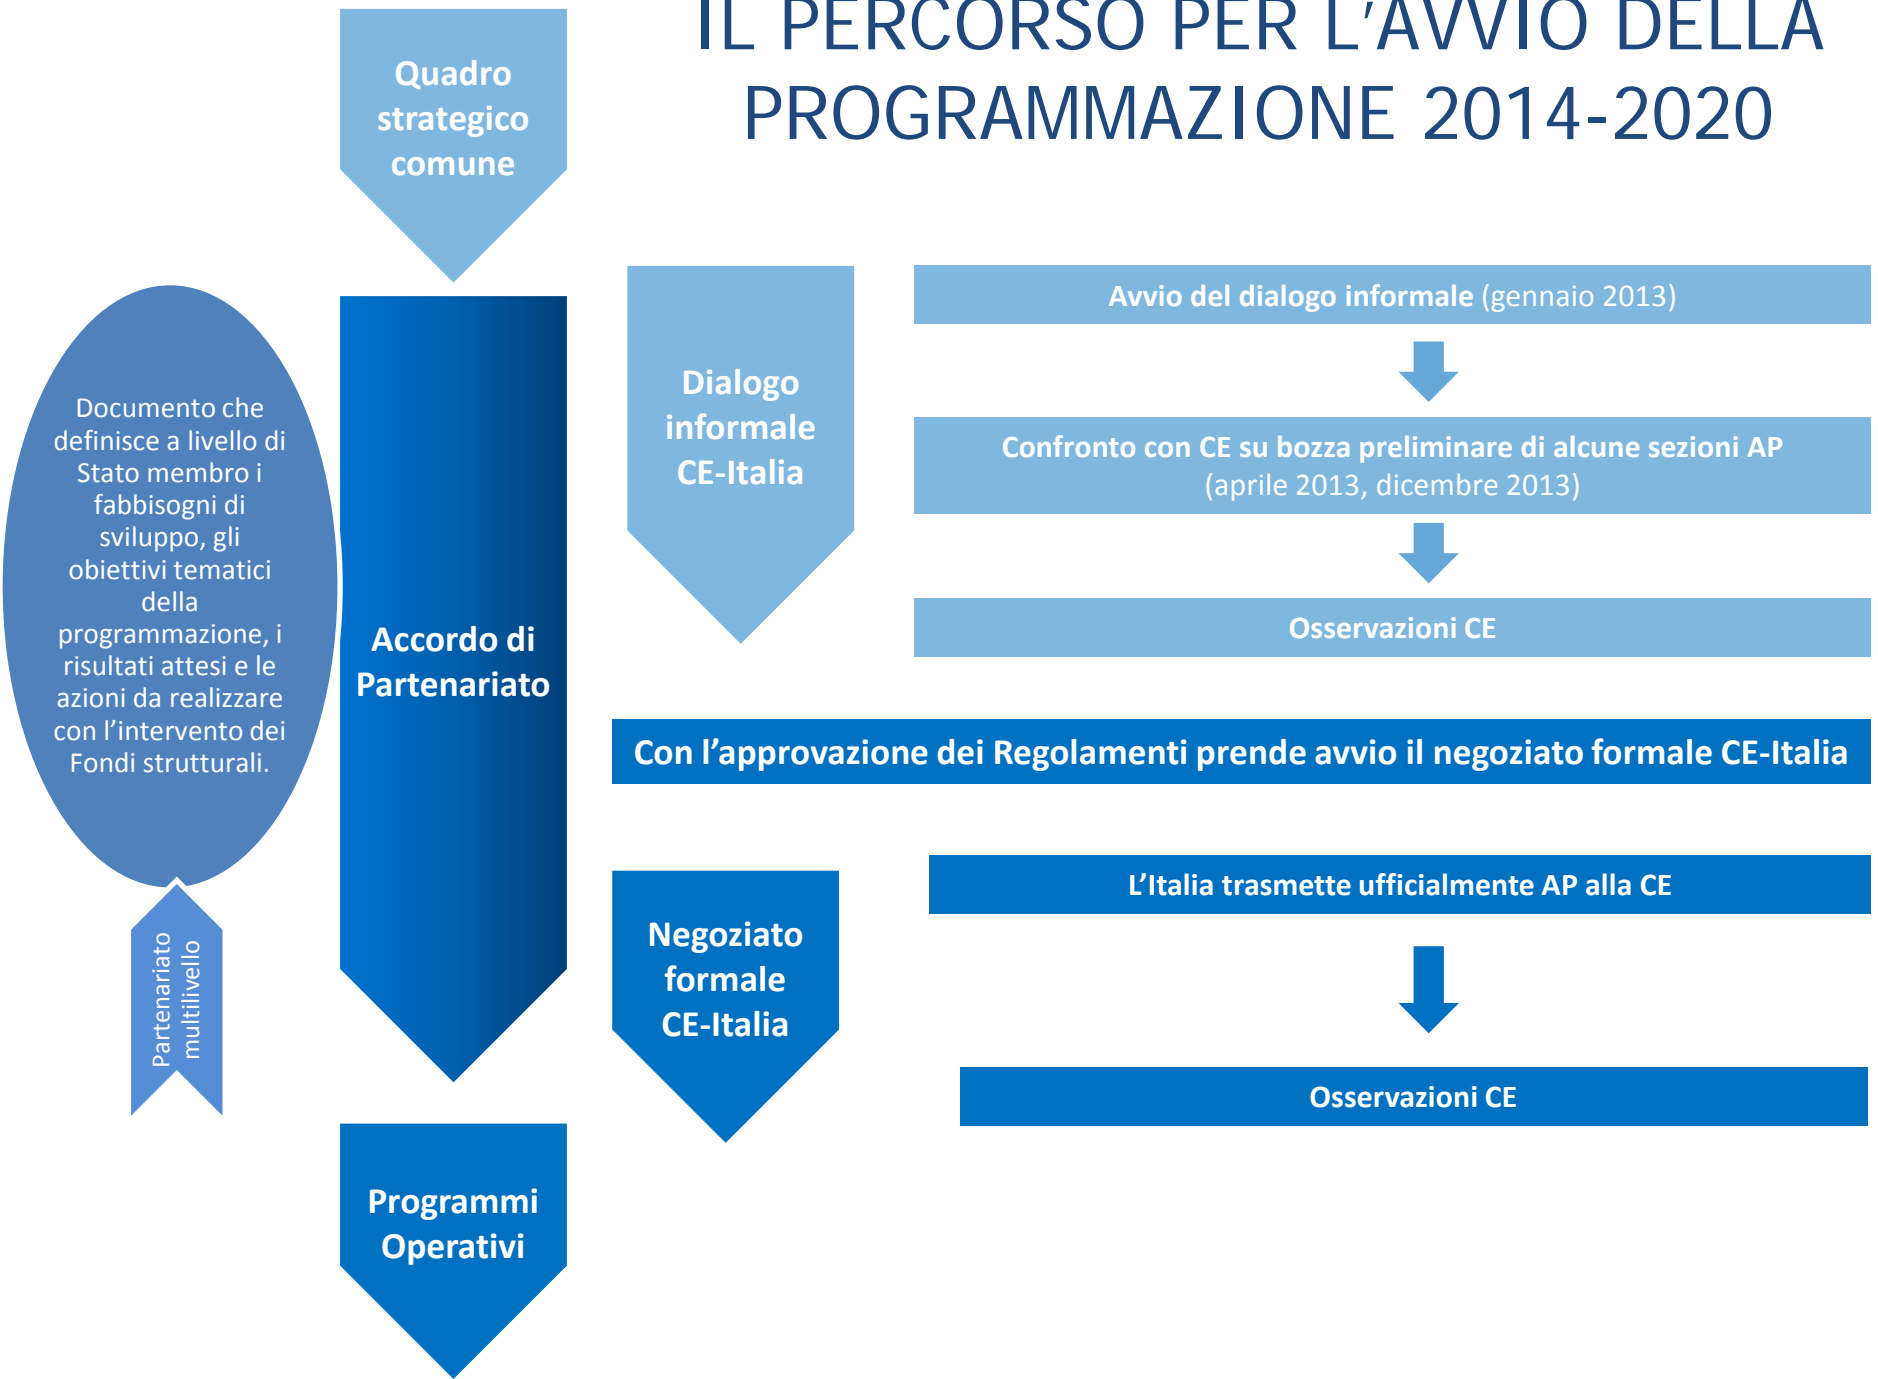 IL PERCORSO PER L'AVVIO DELLA
PROGRAMMAZIONE 2014-2020
Quadro
strategico
comune
Documento che
definisce a livello di
Stato membro i
fabbisogni di
sviluppo, gli
obiettivi tematici
della
programmazione, i
risultati attesi e le
azioni da realizzare
con l’intervento dei
Fondi strutturali.
Partenariato
multilivello
Accordo di
Partenariato
Programmi
Operativi
Dialogo
informale
CE-Italia
Avvio del dialogo informale (gennaio 2013)
Confronto con CE su bozza preliminare di alcune sezioni AP
(aprile 2013, dicembre 2013)
Osservazioni CE
Con l’approvazione dei Regolamenti prende avvio il negoziato formale CE-Italia
Negoziato
formale
CE-Italia
L’Italia trasmette ufficialmente AP alla CE
Osservazioni CE